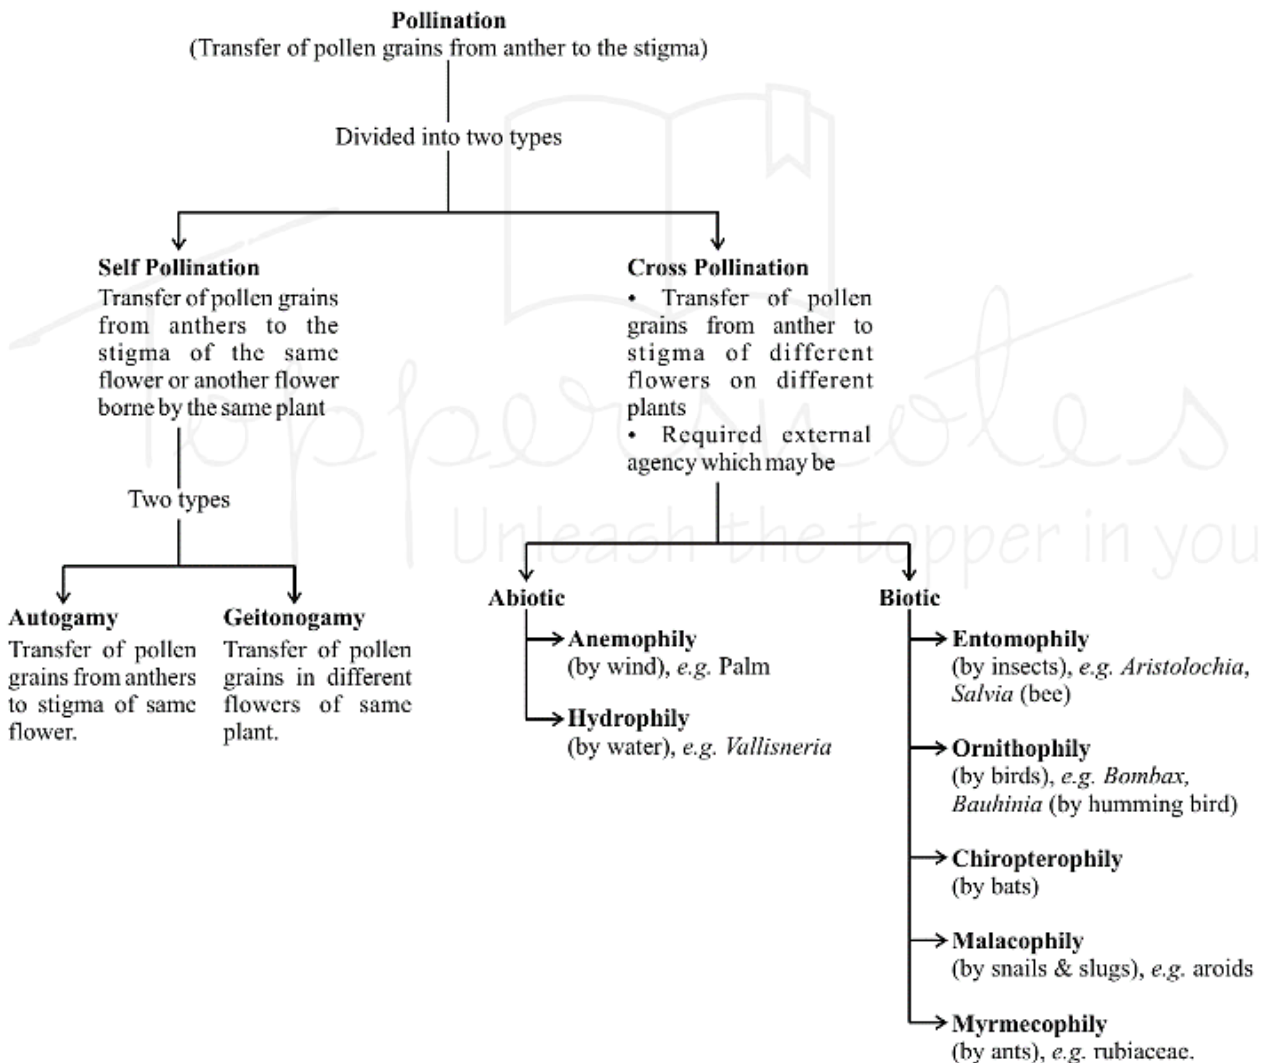 Pollination
(Transfer of pollen grains from anther to the stigma)
Divided into two types
Self Pollination
Transfer of pollen grains
from anthers to the
stigma of the same
flower or another flower
borne by the same plant
Two types
Autogamy
Transfer of pollen
grains from anthers
to stigma of same
flower.
Geitonogamy
Transfer of pollen
grains in different
flowers of same
plant.
Cross Pollination
• Transfer of pollen
grains from anther to
stigma of different
flowers on different
plants
• Required external
agency which may be
Abiotic
Anemophily
(by wind), e.g. Palm
Hydrophily
(by water), e.g. Vallisneria
Biotic
Entomophily
(by insects), e.g. Aristolochia,
Salvia (bee)
Ornithophily
(by birds), e.g. Bombax,
Bauhinia (by humming bird)
Chiropterophily
(by bats)
Malacophily
(by snails & slugs), e.g. aroids
Myrmecophily
(by ants), e.g. rubiaceae.
Toppersnotes
Unleash the topper in you